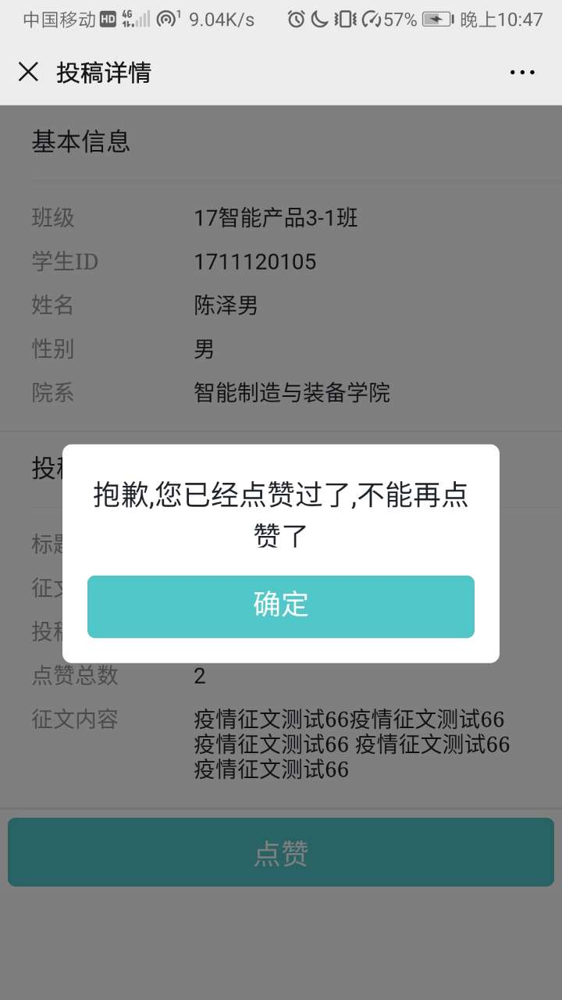 中国移动 HD 4G 1 9.04K/s 57% 晚上10:47
投稿详情
基本信息
班级 17智能产品3-1班
学生ID 1711120105
姓名 陈泽男
性别 男
院系 智能制造与装备学院
投稿
抱歉,您已经点赞过了,不能再点
赞了
标题
征文
确定
投稿
点赞总数 2
征文内容 疫情征文测试66疫情征文测试66
疫情征文测试66 疫情征文测试66
疫情征文测试66
点赞